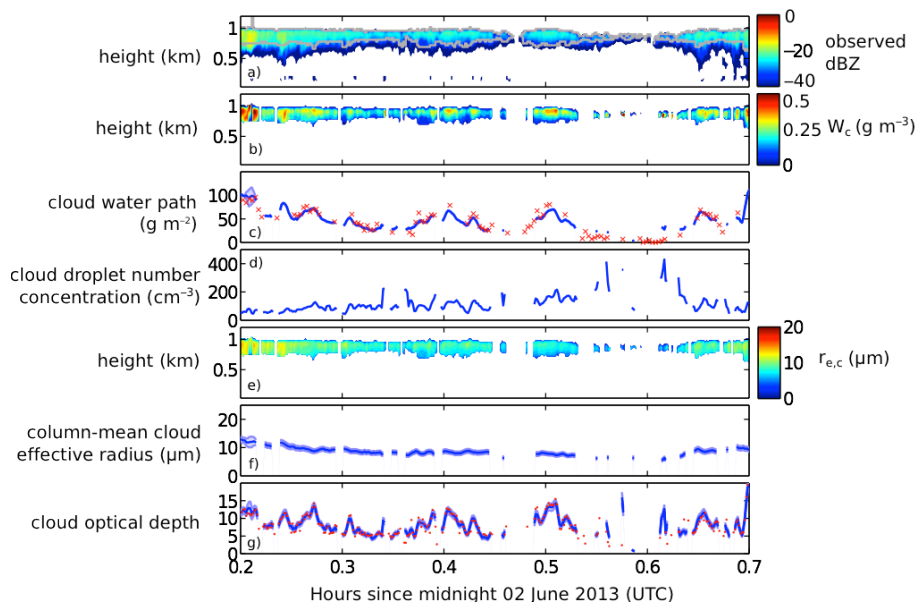 1
height (km)
0.5
a)
0
−20
−40
observed
dBZ
1
height (km)
0.5
b)
0.5
0.25
0
Wc (g m⁻³)
100
cloud water path
50
(g m⁻²)
0
c)
400
d)
cloud droplet number
200
concentration (cm⁻³)
0
1
height (km)
0.5
e)
20
10
0
re,c (μm)
20
column-mean cloud
10
effective radius (μm)
0
f)
15
10
cloud optical depth
5
0
g)
0.2 0.3 0.4 0.5 0.6 0.7
Hours since midnight 02 June 2013 (UTC)